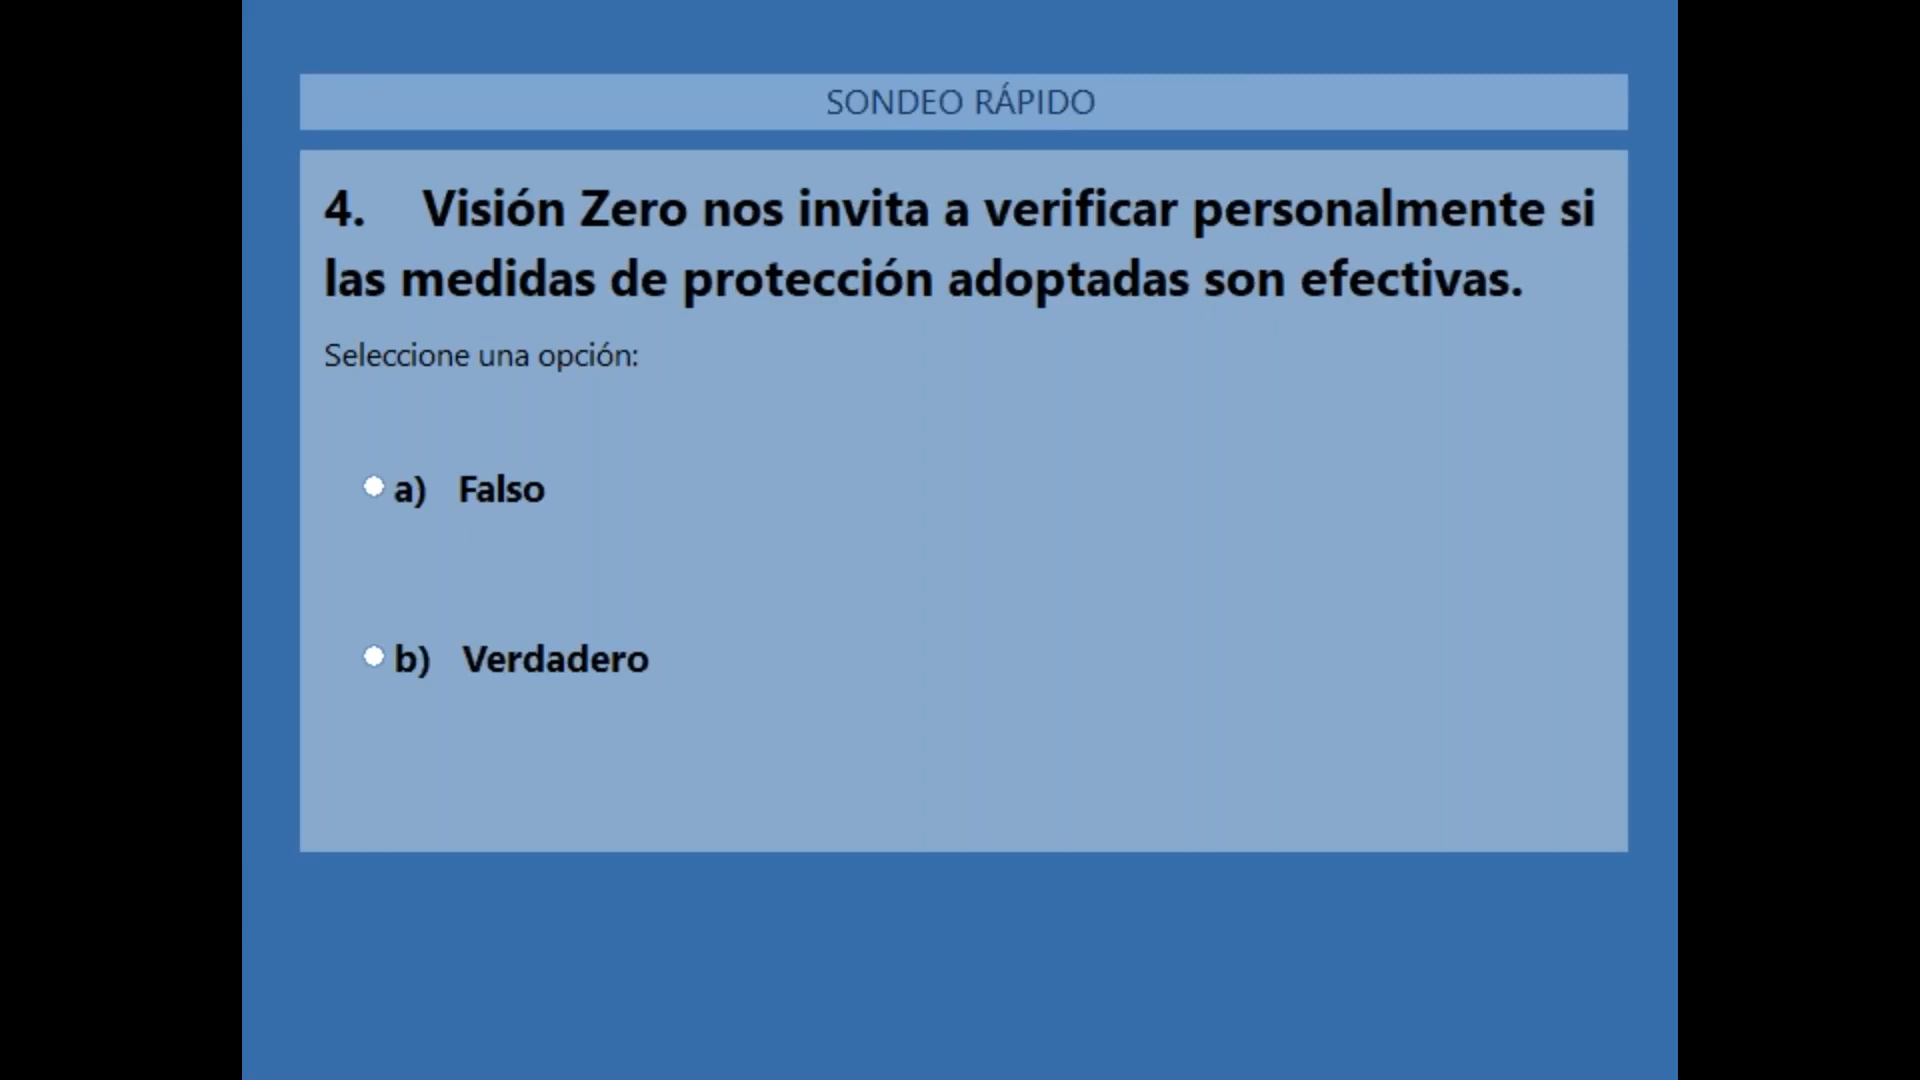 SONDEO RÁPIDO
4. Visión Zero nos invita a verificar personalmente si
las medidas de protección adoptadas son efectivas.
Seleccione una opción:
a) Falso
b) Verdadero